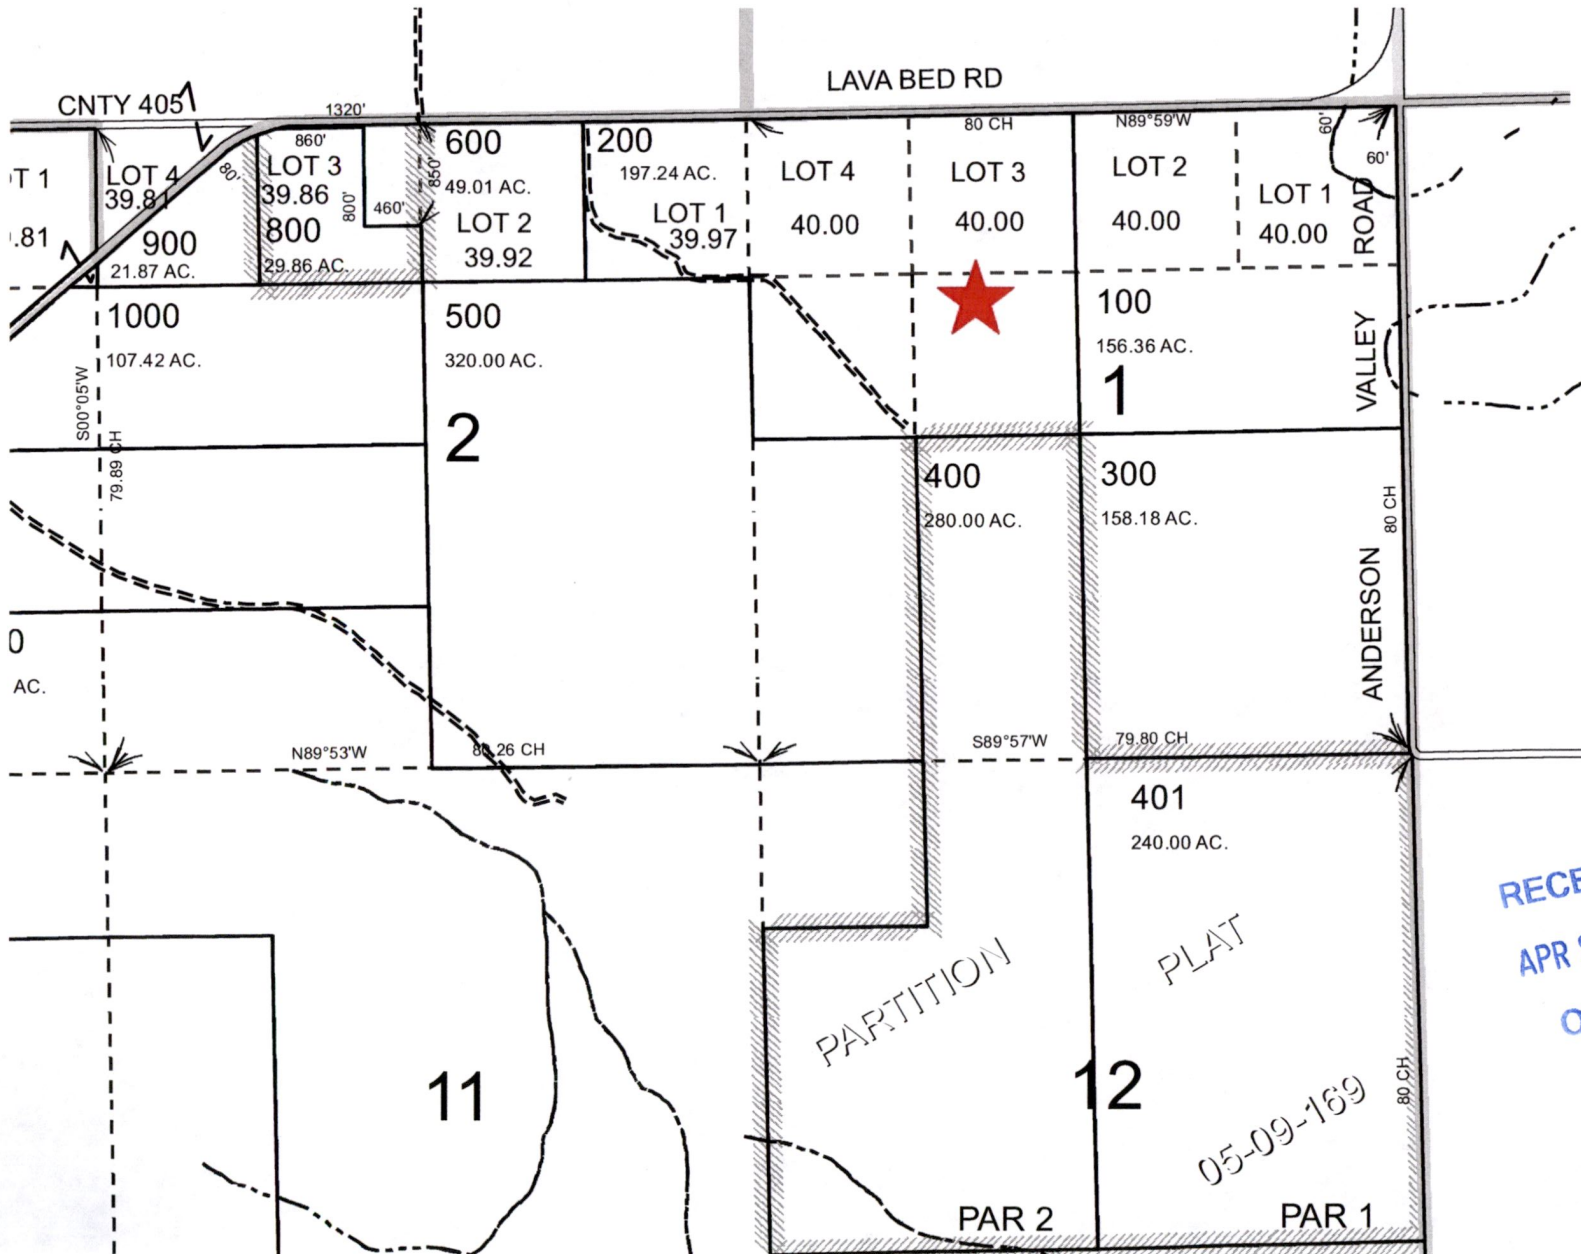 LAVA BED RD
CNTY 405
1320'
80 CH
N89°59'W
60'
860'
600
200
LOT 4
39.81
80'
LOT 3
39.86
850'
49.01 AC.
197.24 AC.
LOT 4
LOT 3
LOT 2
60'
T 1
800'
460'
LOT 2
39.92
LOT 1
39.97
40.00
40.00
40.00
LOT 1
40.00
.81
900
21.87 AC.
800
29.86 AC.
1000
107.42 AC.
500
320.00 AC.
100
156.36 AC.
1
ANDERSON VALLEY ROAD
S00°05'W
79.89 CH
2
400
280.00 AC.
300
158.18 AC.
80 CH
0
AC.
N89°53'W
26 CH
S89°57'W
79.80 CH
401
240.00 AC.
RECE
APR
O
PARTITION PLAT
11
12
80 CH
05-09-169
PAR 2
PAR 1